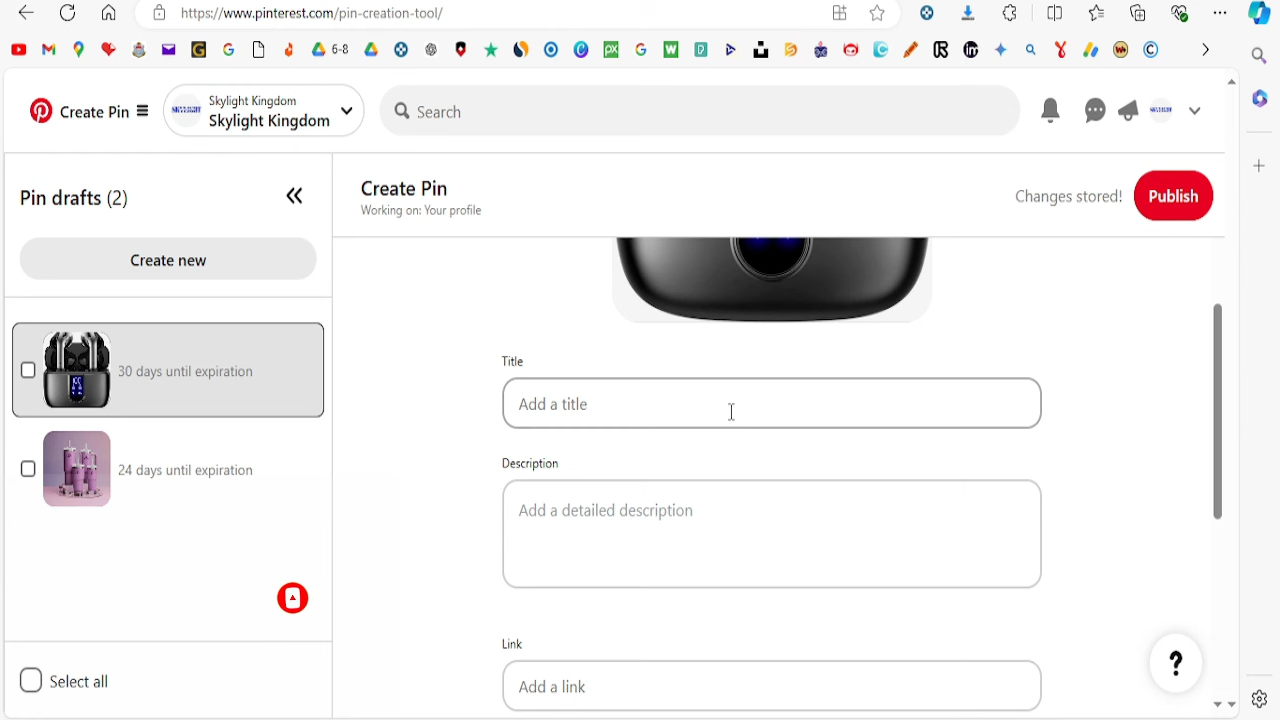 https://www.pinterest.com/pin-creation-tool/
6-8
Create Pin
Skylight Kingdom
Skylight Kingdom
Search
Pin drafts (2)
Create Pin
Working on: Your profile
Changes stored!
Publish
Create new
30 days until expiration
24 days until expiration
Select all
Title
Add a title
Description
Add a detailed description
Link
Add a link
?